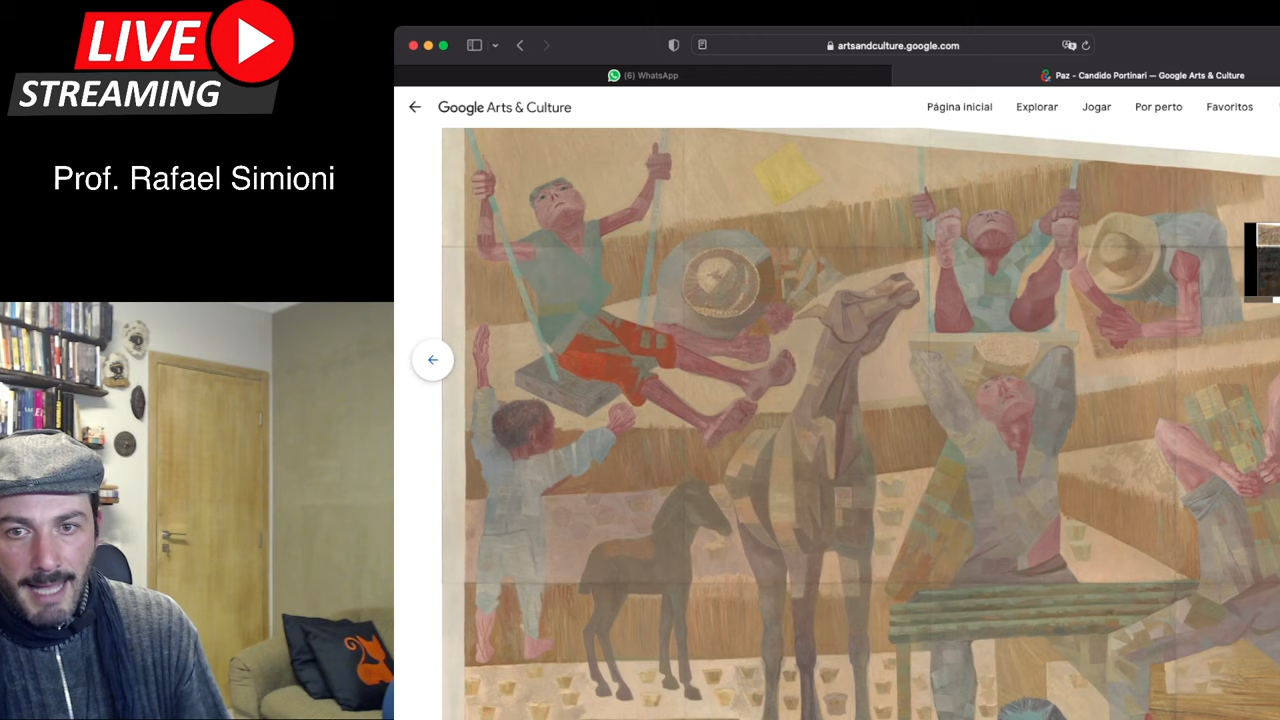 LIVE
STREAMING
Prof. Rafael Simioni
artsandculture.google.com
(6) WhatsApp
Paz - Candido Portinari — Google Arts & Culture
Google Arts & Culture
Página inicial
Explorar
Jogar
Por perto
Favoritos